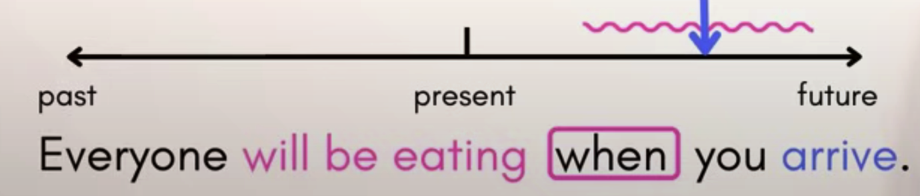 past present future
Everyone will be eating when you arrive.